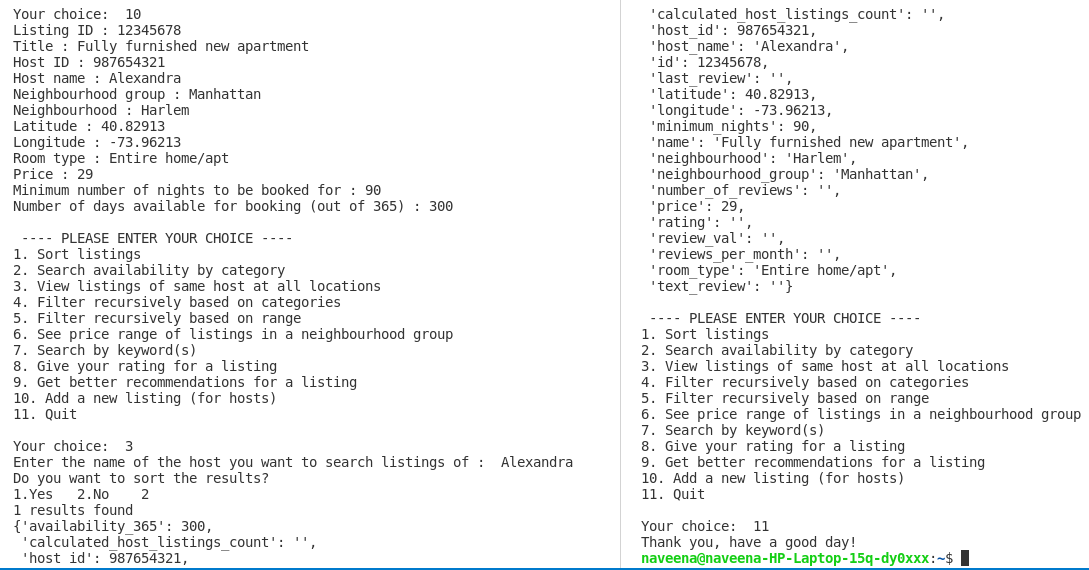 Your choice:  10
Listing ID : 12345678
Title : Fully furnished new apartment
Host ID : 987654321
Host name : Alexandra
Neighbourhood group : Manhattan
Neighbourhood : Harlem
Latitude : 40.82913
Longitude : -73.96213
Room type : Entire home/apt
Price : 29
Minimum number of nights to be booked for : 90
Number of days available for booking (out of 365) : 300
---- PLEASE ENTER YOUR CHOICE ----
1. Sort listings
2. Search availability by category
3. View listings of same host at all locations
4. Filter recursively based on categories
5. Filter recursively based on range
6. See price range of listings in a neighbourhood group
7. Search by keyword(s)
8. Give your rating for a listing
9. Get better recommendations for a listing
10. Add a new listing (for hosts)
11. Quit
Your choice:  3
Enter the name of the host you want to search listings of :  Alexandra
Do you want to sort the results?
1.Yes   2.No    2
1 results found
{'availability_365': 300,
'calculated_host_listings_count': '',
'host id': 987654321,
'calculated_host_listings_count': '',
'host_id': 987654321,
'host_name': 'Alexandra',
'id': 12345678,
'last_review': '',
'latitude': 40.82913,
'longitude': -73.96213,
'minimum_nights': 90,
'name': 'Fully furnished new apartment',
'neighbourhood': 'Harlem',
'neighbourhood_group': 'Manhattan',
'number_of_reviews': '',
'price': 29,
'rating': '',
'review_val': '',
'reviews_per_month': '',
'room_type': 'Entire home/apt',
'text_review': ''}
---- PLEASE ENTER YOUR CHOICE ----
1. Sort listings
2. Search availability by category
3. View listings of same host at all locations
4. Filter recursively based on categories
5. Filter recursively based on range
6. See price range of listings in a neighbourhood group
7. Search by keyword(s)
8. Give your rating for a listing
9. Get better recommendations for a listing
10. Add a new listing (for hosts)
11. Quit
Your choice:  11
Thank you, have a good day!
naveena@naveena-HP-Laptop-15q-dy0xxx:~$